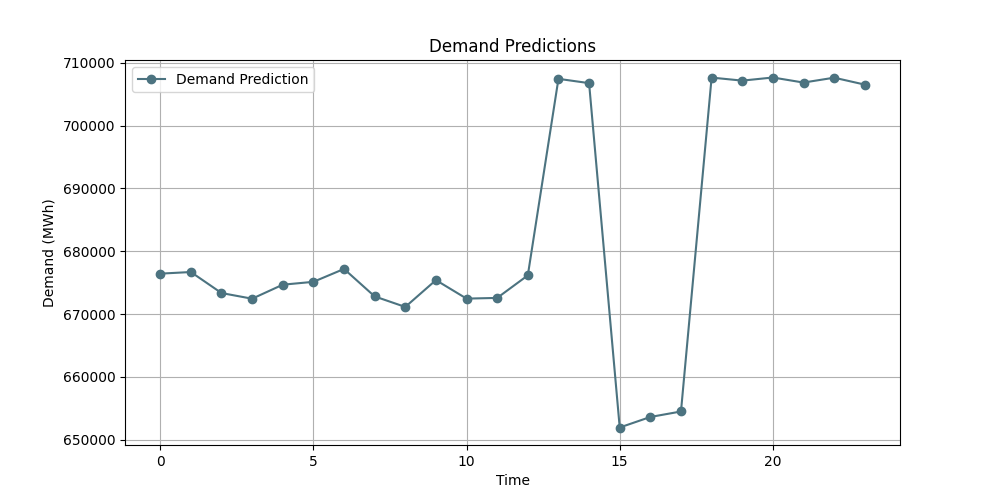 Demand Predictions
Demand Prediction
Demand (MWh)
710000
700000
690000
680000
670000
660000
650000
0 5 10 15 20
Time